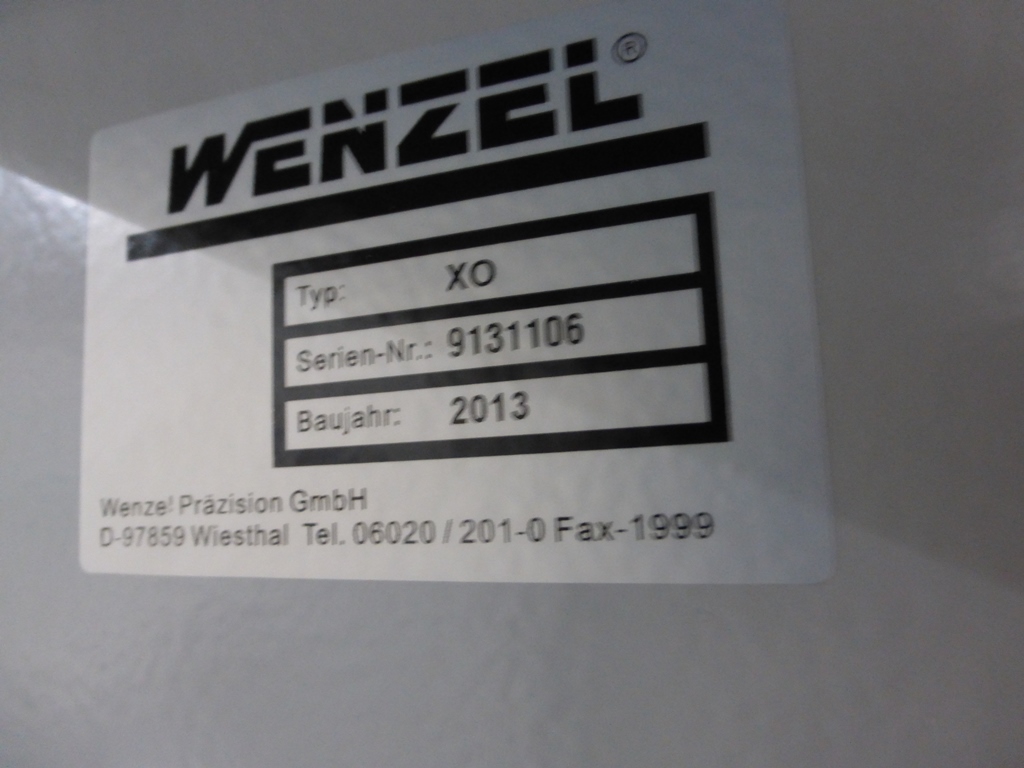 WENZEL®
Typ: XO
Serien-Nr.: 9131106
Baujahr: 2013
Wenzel Präzision GmbH
D-97859 Wiesthal Tel. 06020 / 201-0 Fax-1999